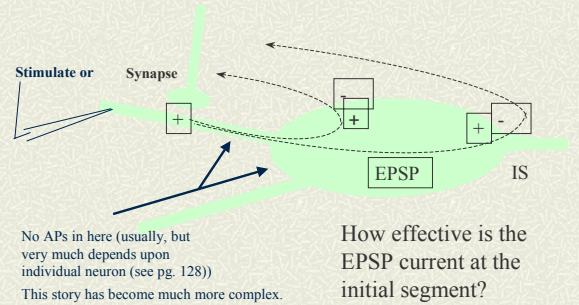 Stimulate or
Synapse
-
+
+
+
-
EPSP
IS
No APs in here (usually, but
very much depends upon
individual neuron (see pg. 128))
This story has become much more complex.
How effective is the
EPSP current at the
initial segment?